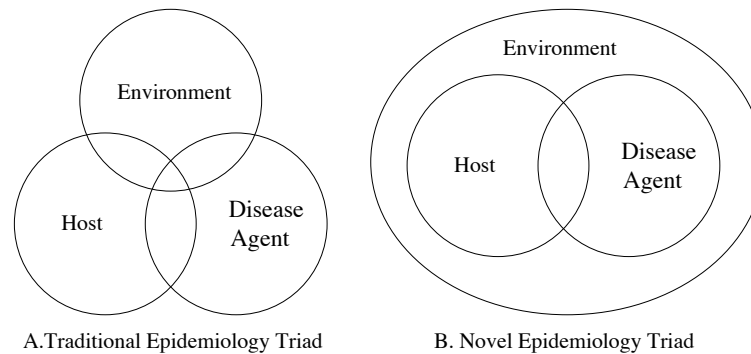 Environment
Host
Disease
Agent
A.Traditional Epidemiology Triad
Environment
Host
Disease
Agent
B. Novel Epidemiology Triad